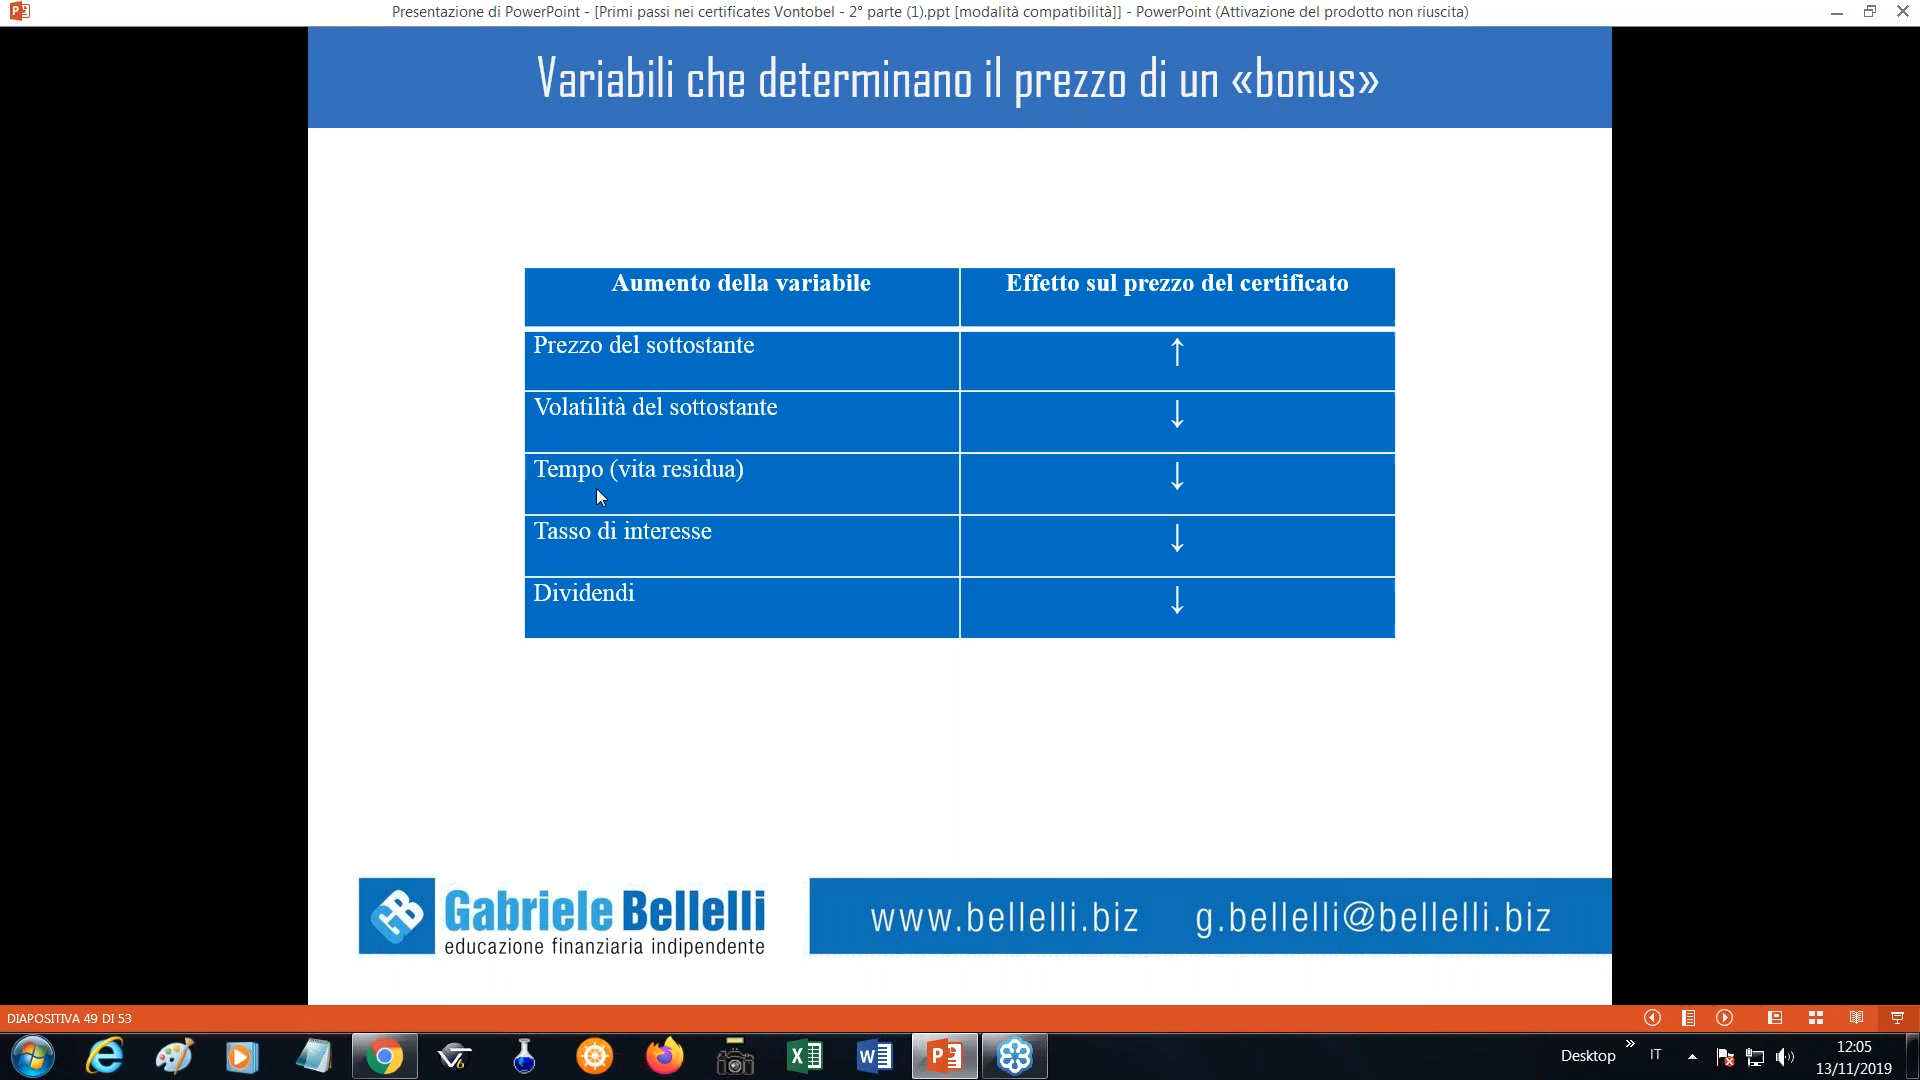 Presentazione di PowerPoint - [Primi passi nei certificates Vontobel - 2° parte (1).ppt [modalità compatibilità]] - PowerPoint (Attivazione del prodotto non riuscita)
Variabili che determinano il prezzo di un «bonus»
Aumento della variabile Effetto sul prezzo del certificato
Prezzo del sottostante ↑
Volatilità del sottostante ↓
Tempo (vita residua) ↓
Tasso di interesse ↓
Dividendi ↓
Gabriele Bellelli
educazione finanziaria indipendente
www.bellelli.biz g.bellelli@bellelli.biz
DIAPOSITIVA 49 DI 53
Desktop » IT 12:05
13/11/2019